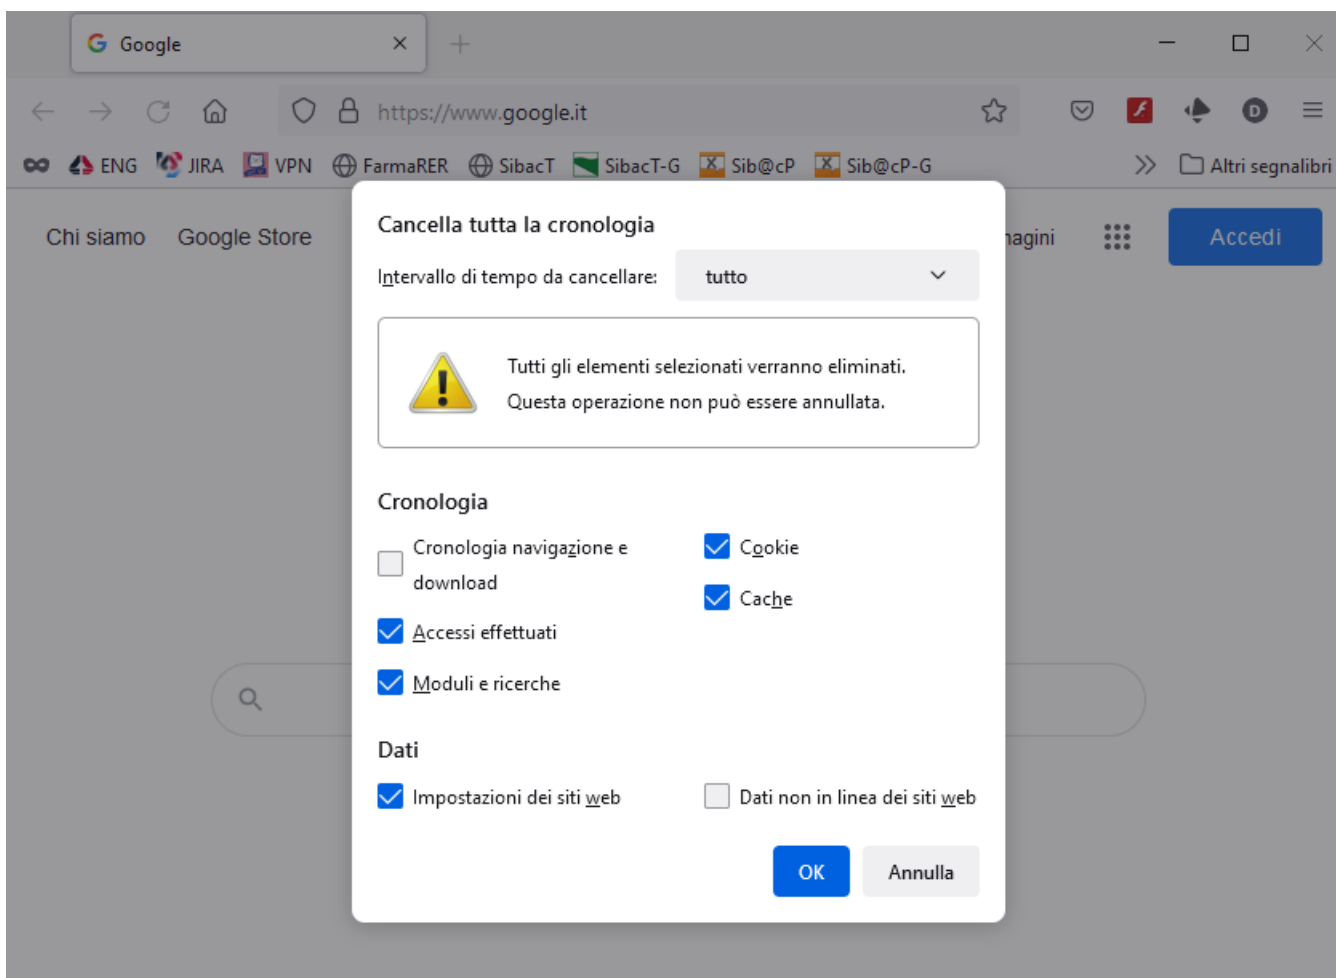 Google
https://www.google.it
D
ENG JIRA VPN FarmaRER SibacT SibacT-G Sib@cP Sib@cP-G Altri segnalibri
Chi siamo Google Store Accedi
Cancella tutta la cronologia
Intervallo di tempo da cancellare: tutto
Tutti gli elementi selezionati verranno eliminati.
Questa operazione non può essere annullata.
Cronologia
Cronologia navigazione e
download
Cookie
Cache
Accessi effettuati
Moduli e ricerche
Dati
Impostazioni dei siti web Dati non in linea dei siti web
OK Annulla